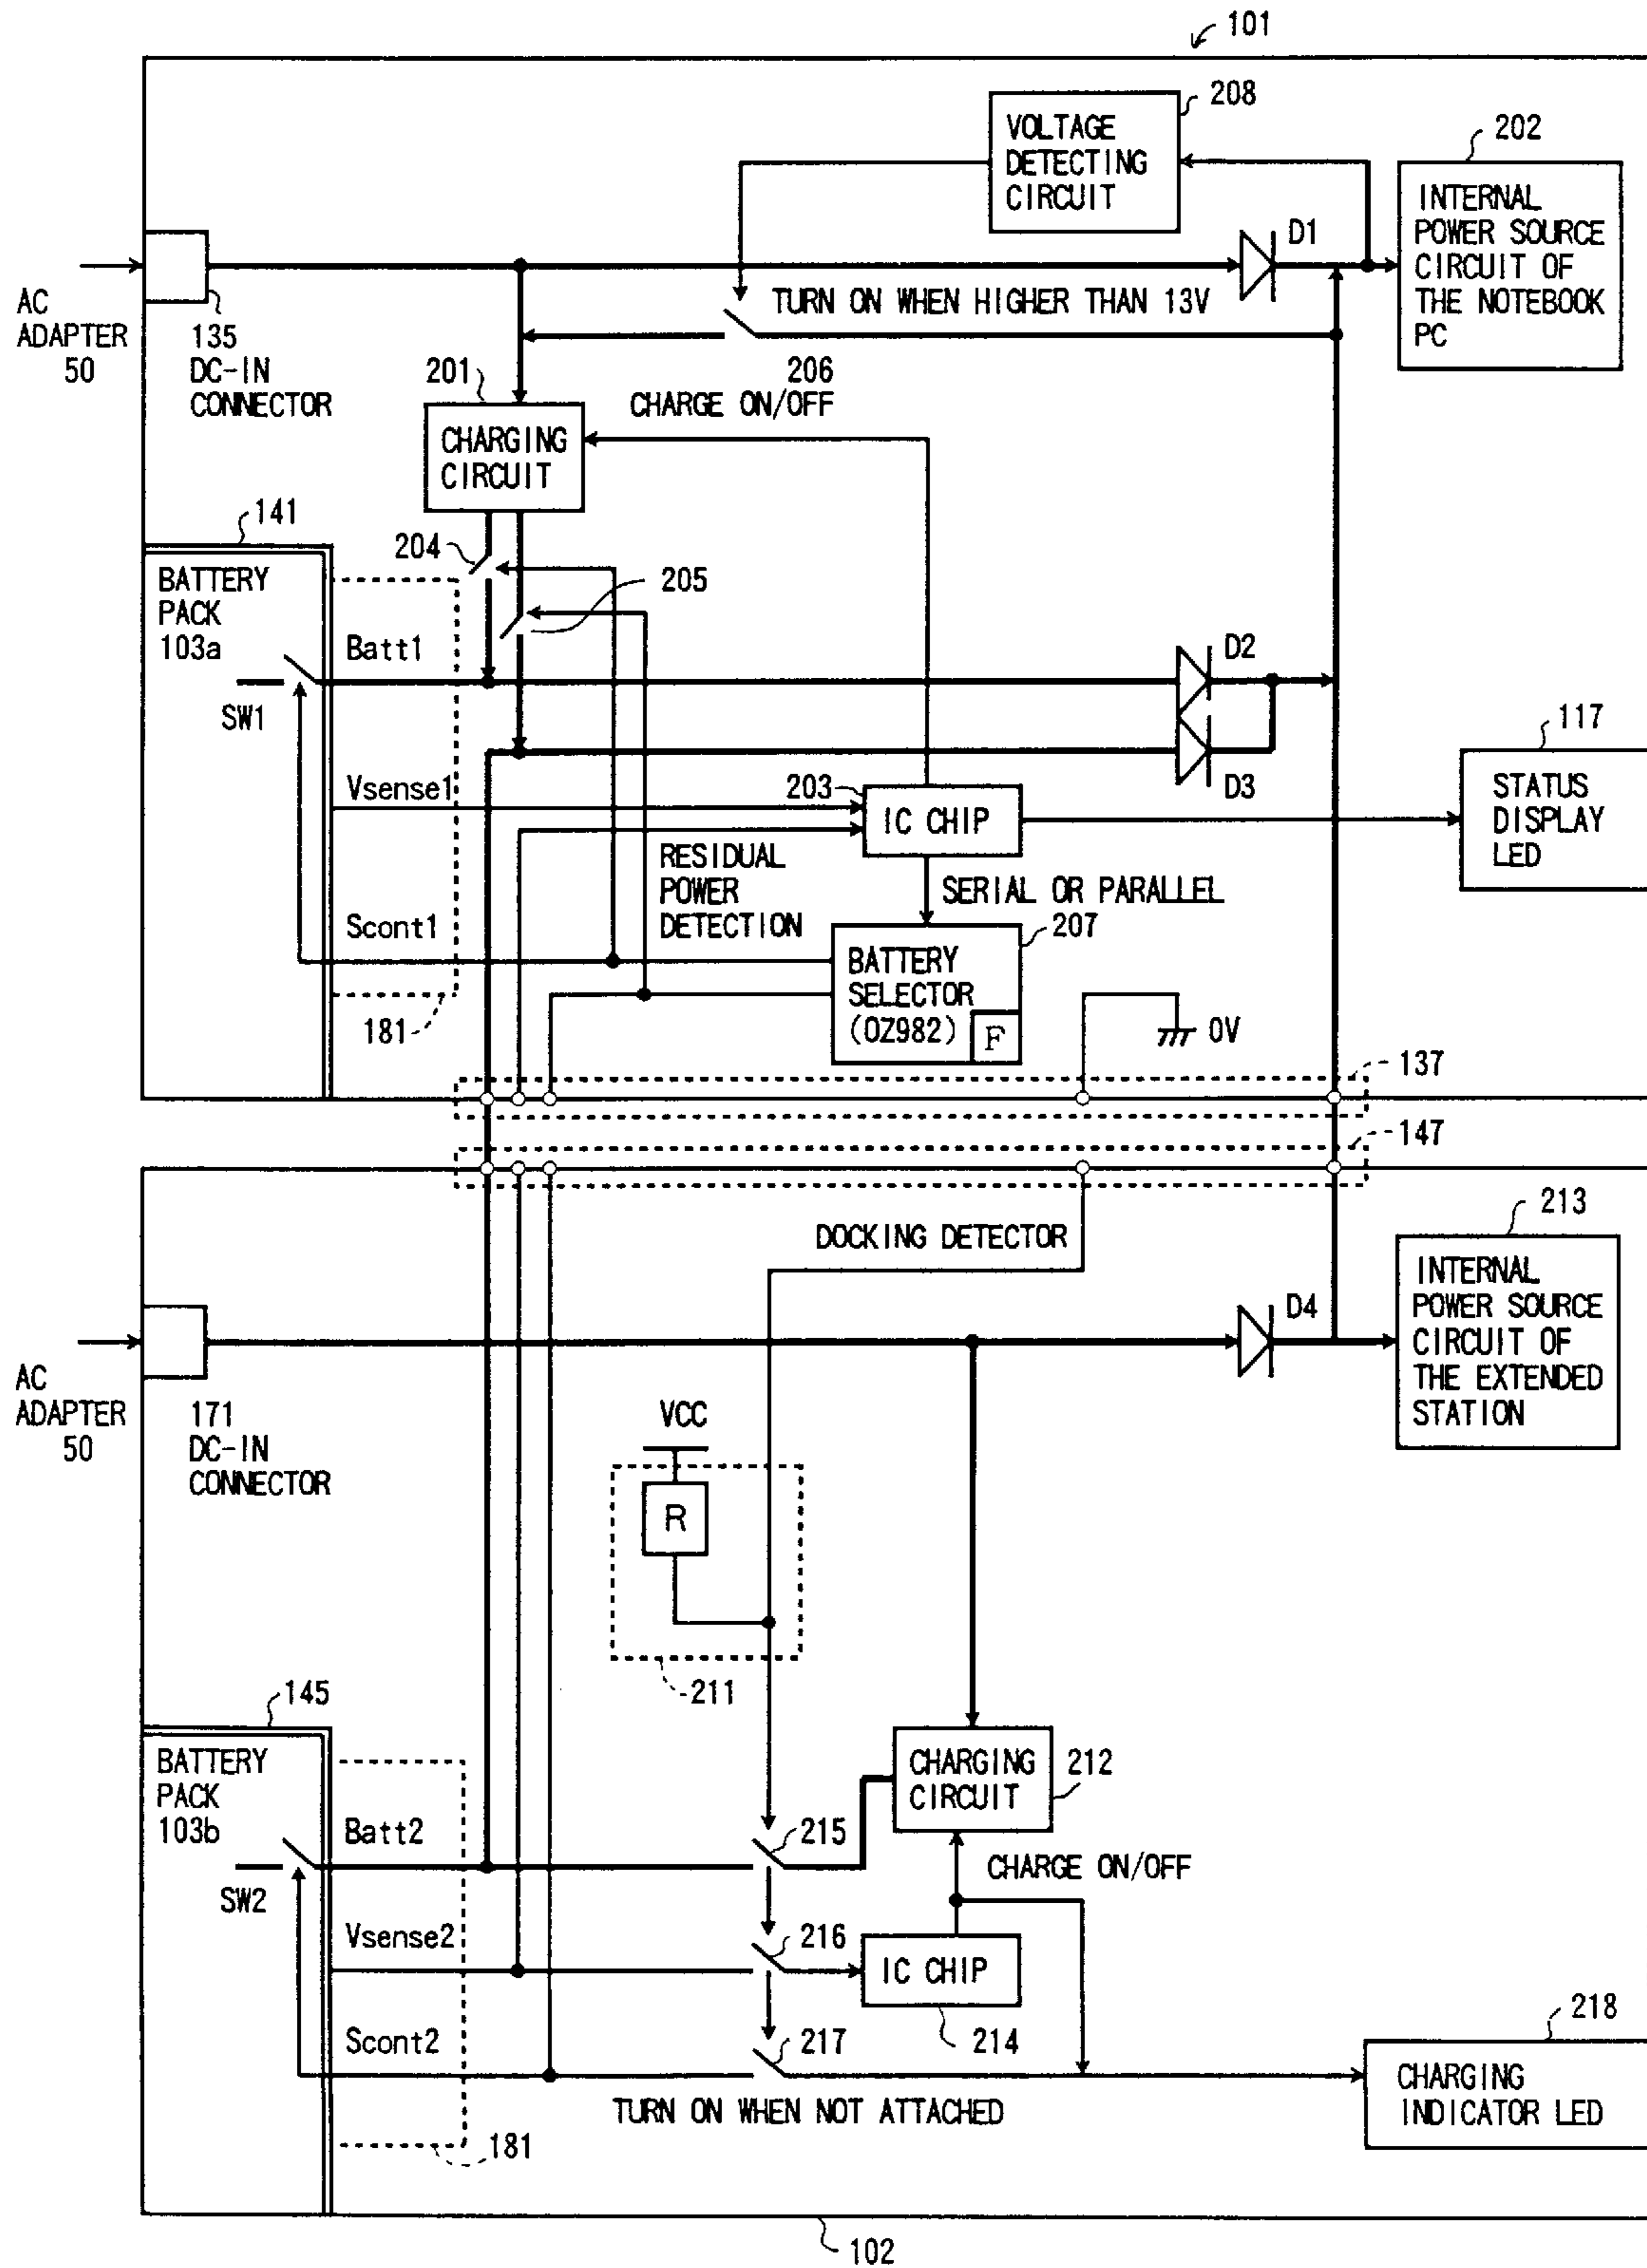 101
VOLTAGE
DETECTING
CIRCUIT
208
202
INTERNAL
POWER SOURCE
CIRCUIT OF
THE NOTEBOOK
PC
D1
AC
ADAPTER
50
135
DC-IN
CONNECTOR
TURN ON WHEN HIGHER THAN 13V
206
201
CHARGE ON/OFF
CHARGING
CIRCUIT
141
204
205
BATTERY
PACK
103a
Batt1
SW1
D2
D3
117
STATUS
DISPLAY
LED
Vsense1
203
IC CHIP
RESIDUAL
POWER
DETECTION
SERIAL OR PARALLEL
Scont1
207
BATTERY
SELECTOR
(OZ982)
F
181
0V
137
147
213
DOCKING DETECTOR
INTERNAL
POWER SOURCE
CIRCUIT OF
THE EXTENDED
STATION
D4
AC
ADAPTER
50
171
DC-IN
CONNECTOR
VCC
R
211
145
BATTERY
PACK
103b
CHARGING
CIRCUIT
212
Batt2
215
SW2
CHARGE ON/OFF
Vsense2
216
IC CHIP
214
Scont2
217
218
TURN ON WHEN NOT ATTACHED
CHARGING
INDICATOR LED
181
102